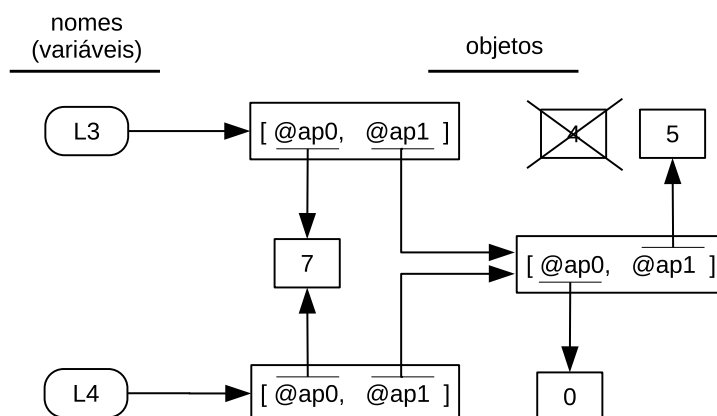 nomes
(variáveis)
objetos
L3
[ @ap0, @ap1 ]
4
5
7
[ @ap0, @ap1 ]
L4
[ @ap0, @ap1 ]
0